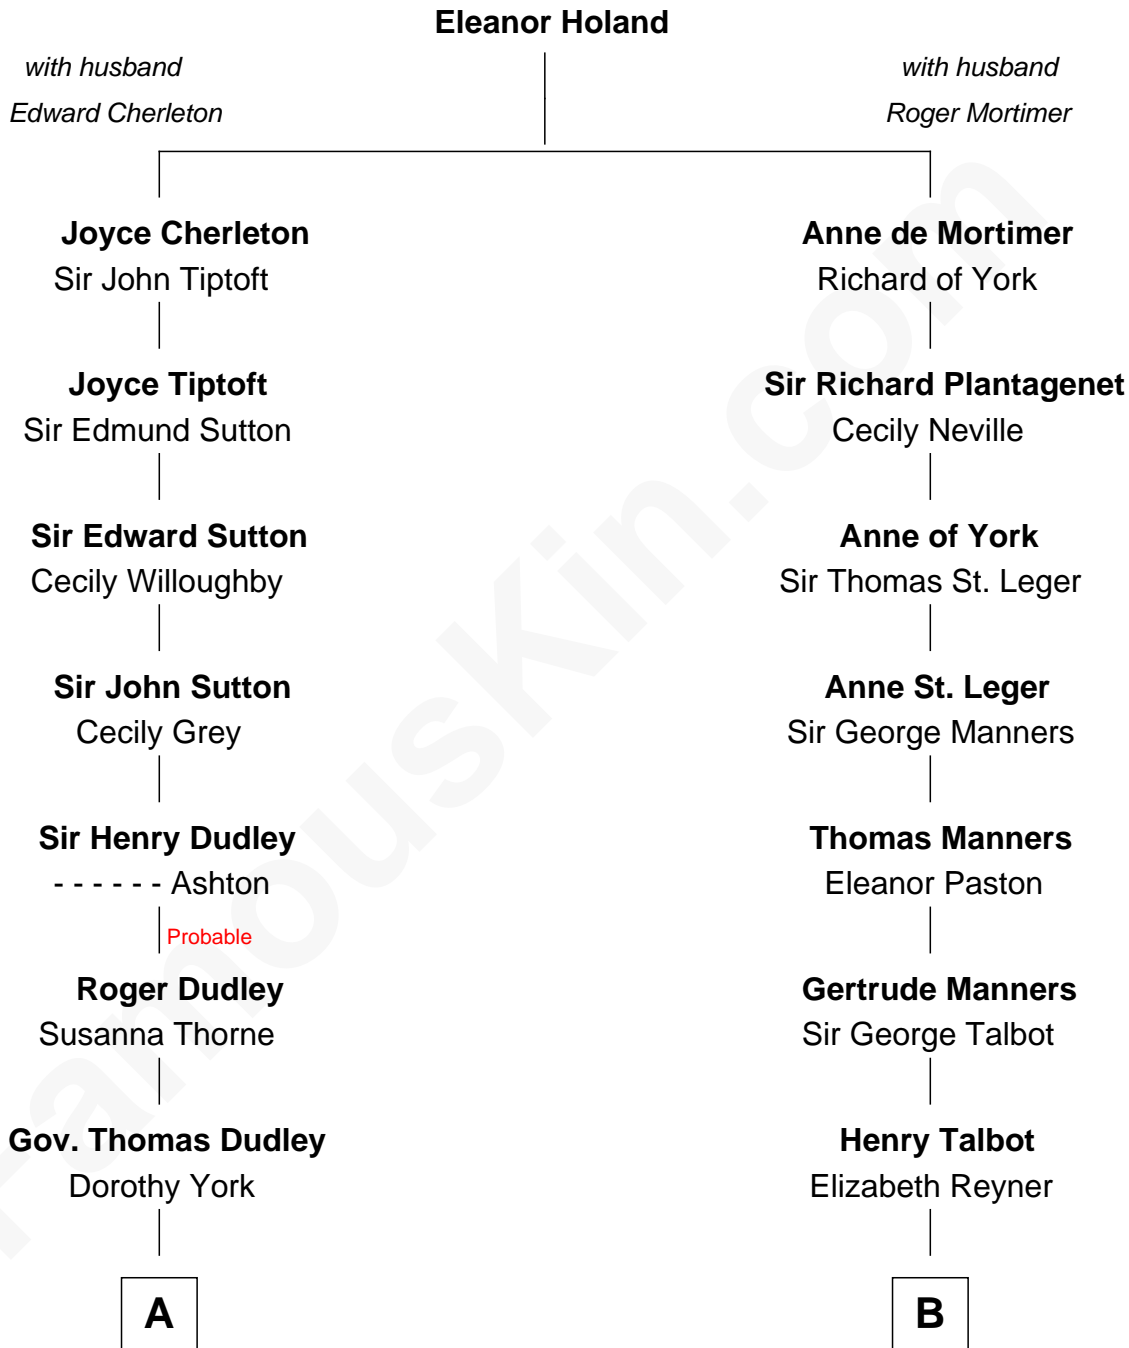 Eleanor Holand
with husband
Edward Cherleton
with husband
Roger Mortimer
Joyce Cherleton
Sir John Tiptoft
Anne de Mortimer
Richard of York
Joyce Tiptoft
Sir Edmund Sutton
Sir Richard Plantagenet
Cecily Neville
Sir Edward Sutton
Cecily Willoughby
Anne of York
Sir Thomas St. Leger
Sir John Sutton
Cecily Grey
Anne St. Leger
Sir George Manners
Sir Henry Dudley
- - - - - - Ashton
Probable
Thomas Manners
Eleanor Paston
Roger Dudley
Susanna Thorne
Gertrude Manners
Sir George Talbot
Gov. Thomas Dudley
Dorothy York
Henry Talbot
Elizabeth Reyner
A
B
FamousKin.com